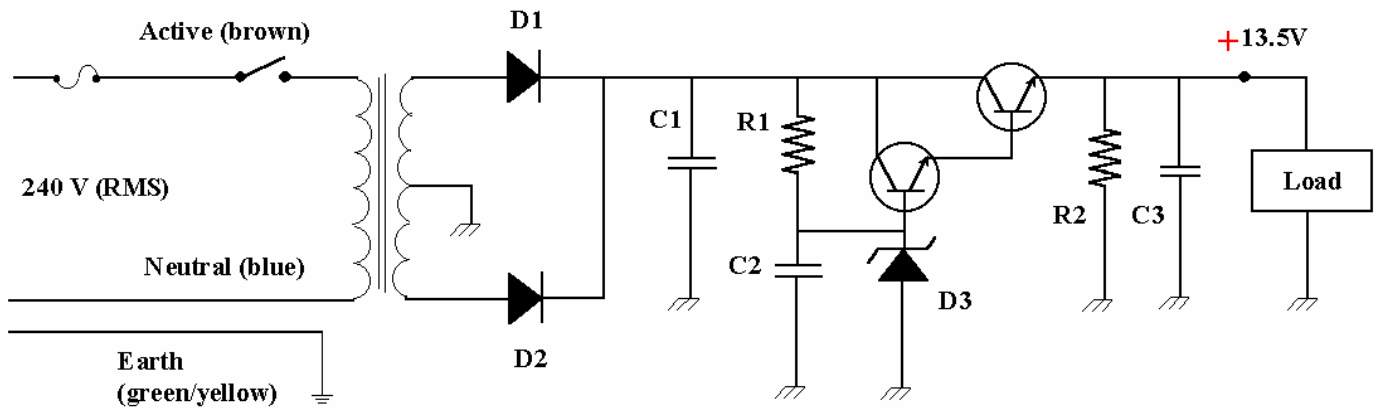 D1
Active (brown)
+13.5V
C1
R1
240 V (RMS)
Load
R2
C3
Neutral (blue)
C2
D3
D2
Earth
(green/yellow)